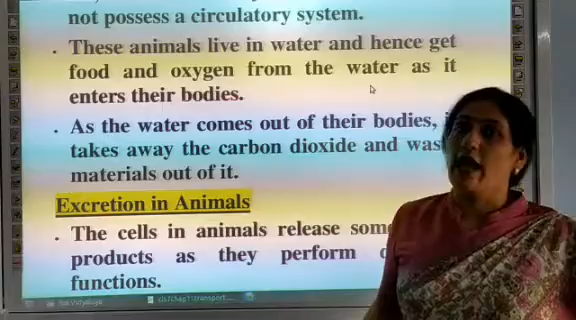 not possess a circulatory system.
. These animals live in water and hence get
food and oxygen from the water as it
enters their bodies.
. As the water comes out of their bodies,
takes away the carbon dioxide and
materials out of it.
Excretion in Animals
. The cells in animals release
products as they perform
functions.